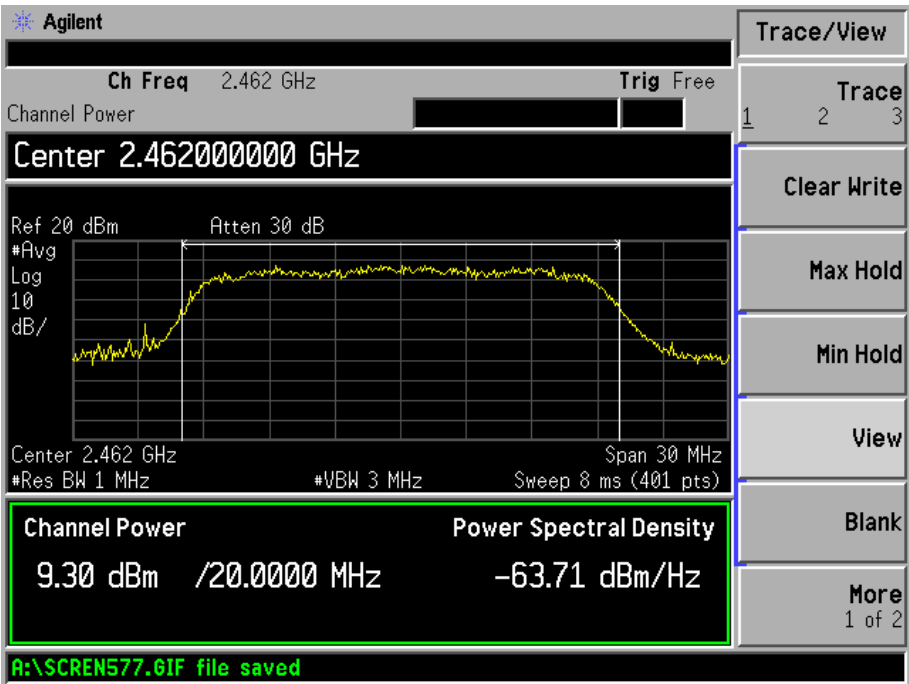 Agilent
Trace/View
Ch Freq 2.462 GHz Trig Free
Channel Power
Trace
1 2 3
Center 2.462000000 GHz
Clear Write
Ref 20 dBm Atten 30 dB
#Avg
Log
10
dB/
Max Hold
Min Hold
View
Center 2.462 GHz Span 30 MHz
#Res BW 1 MHz #VBW 3 MHz Sweep 8 ms (401 pts)
Blank
Channel Power Power Spectral Density
9.30 dBm /20.0000 MHz -63.71 dBm/Hz
More
1 of 2
A:\SCREN577.GIF file saved